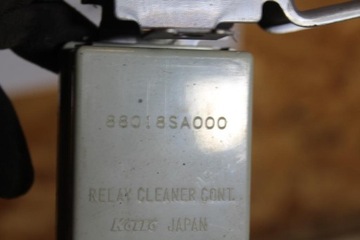 88018SA000
RELAY CLEANER CONT.
JAPAN